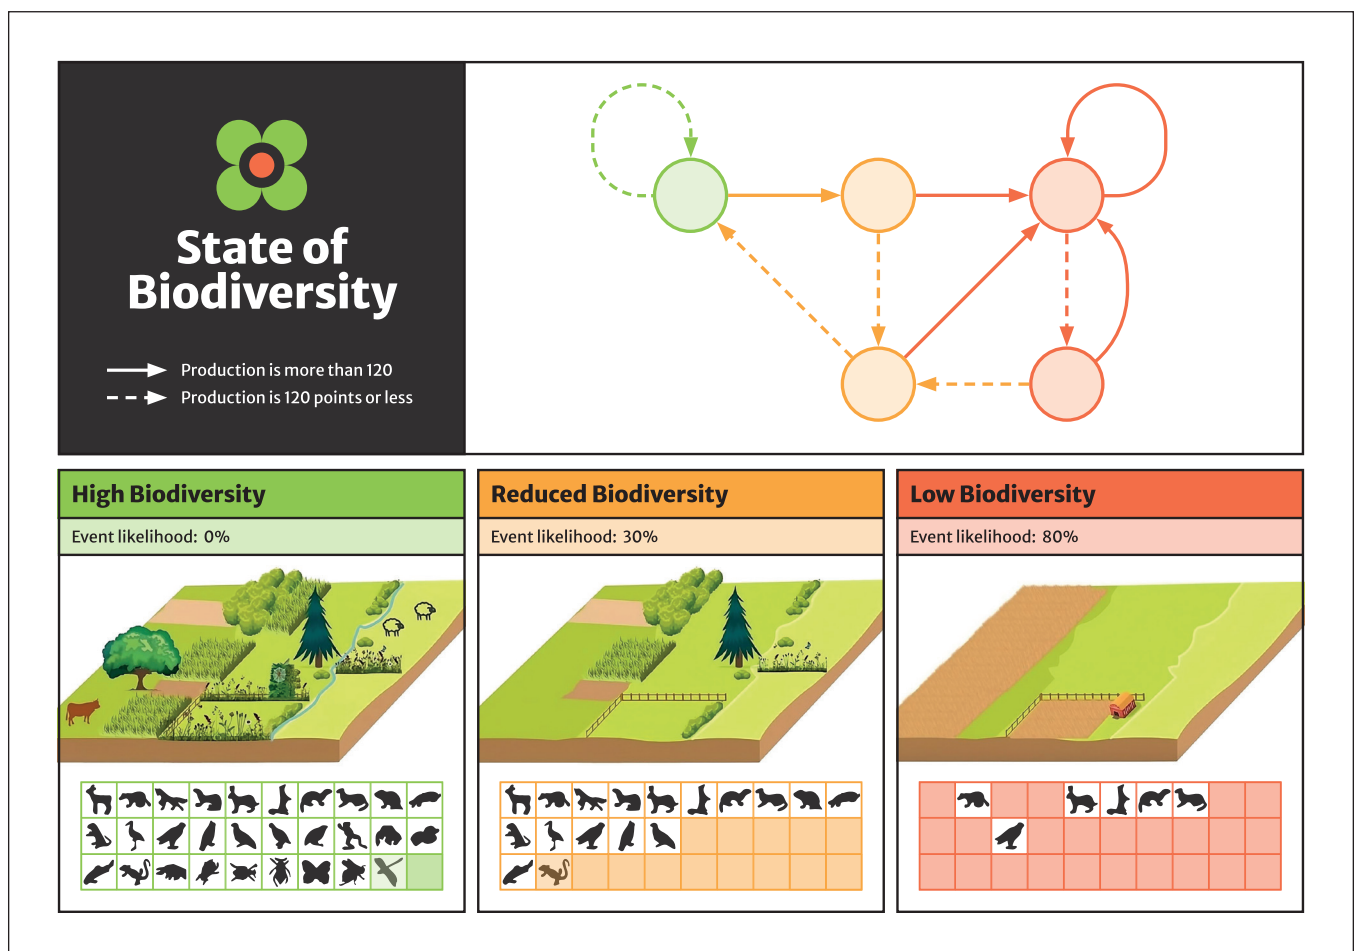 State of
Biodiversity
Production is more than 120
Production is 120 points or less
High Biodiversity
Event likelihood: 0%
Reduced Biodiversity
Event likelihood: 30%
Low Biodiversity
Event likelihood: 80%